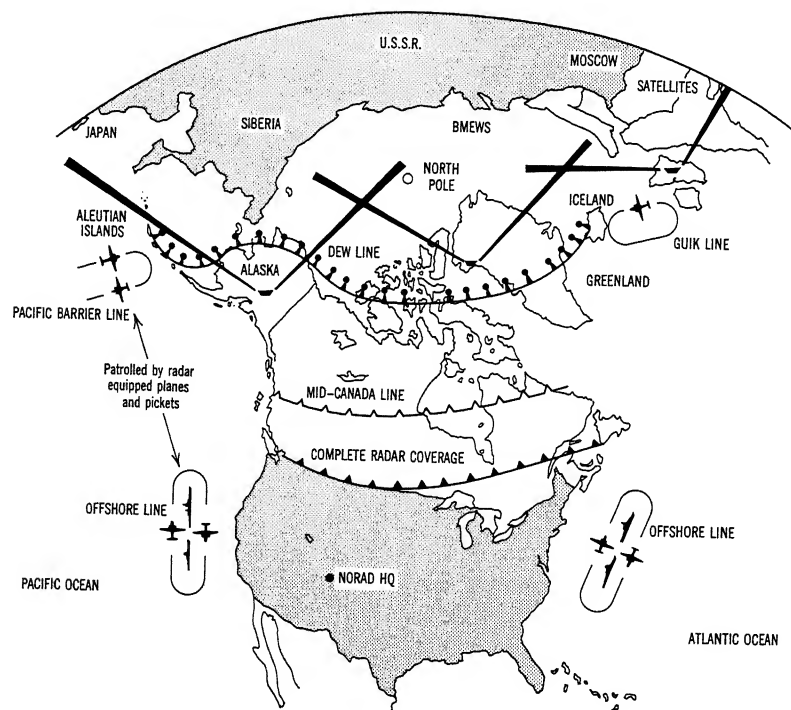 U.S.S.R.
MOSCOW
SATELLITES
JAPAN
SIBERIA
BMEWS
NORTH
POLE
ALEUTIAN
ISLANDS
ICELAND
GUIK LINE
DEW LINE
ALASKA
GREENLAND
PACIFIC BARRIER LINE
Patrolled by radar
equipped planes
and pickets
MID-CANADA LINE
COMPLETE RADAR COVERAGE
OFFSHORE LINE
OFFSHORE LINE
NORAD HQ
PACIFIC OCEAN
ATLANTIC OCEAN